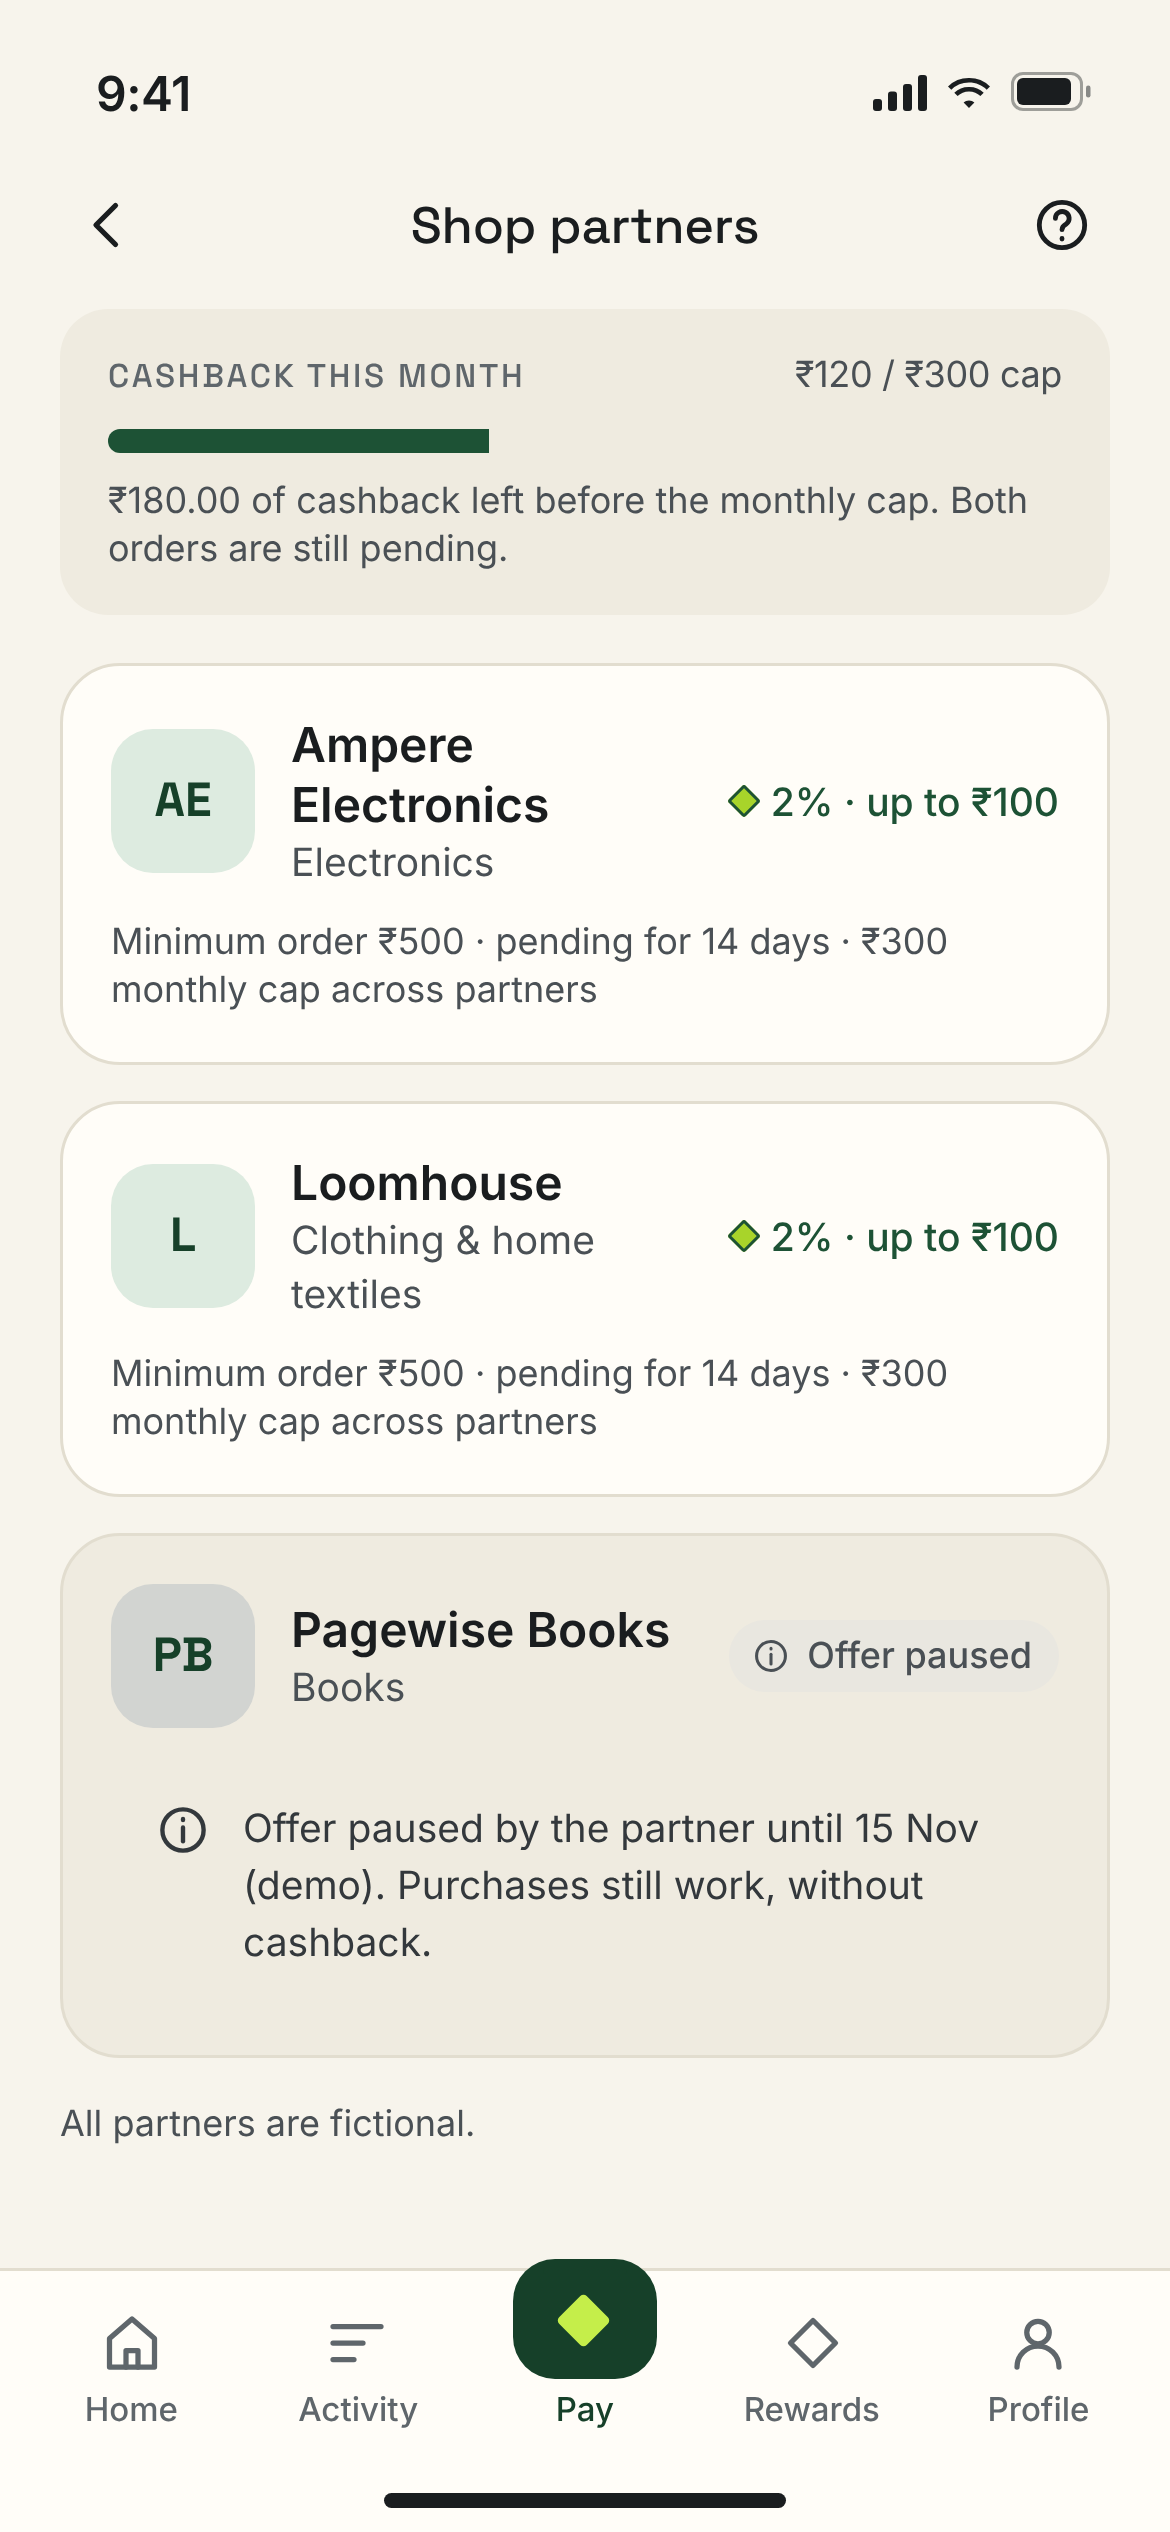 9:41
Shop partners
CASHBACK THIS MONTH
₹120 / ₹300 cap
₹180.00 of cashback left before the monthly cap. Both
orders are still pending.
AE
Ampere
Electronics
Electronics
2% · up to ₹100
Minimum order ₹500 · pending for 14 days · ₹300
monthly cap across partners
L
Loomhouse
Clothing & home
textiles
2% · up to ₹100
Minimum order ₹500 · pending for 14 days · ₹300
monthly cap across partners
PB
Pagewise Books
Books
Offer paused
Offer paused by the partner until 15 Nov
(demo). Purchases still work, without
cashback.
All partners are fictional.
Home
Activity
Pay
Rewards
Profile